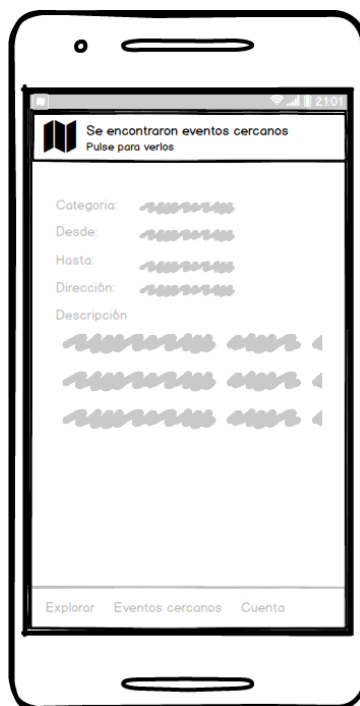 21:01
Se encontraron eventos cercanos
Pulse para verlos
Categoria:
Desde:
Hasta:
Dirección:
Descripción
Explorar Eventos cercanos Cuenta